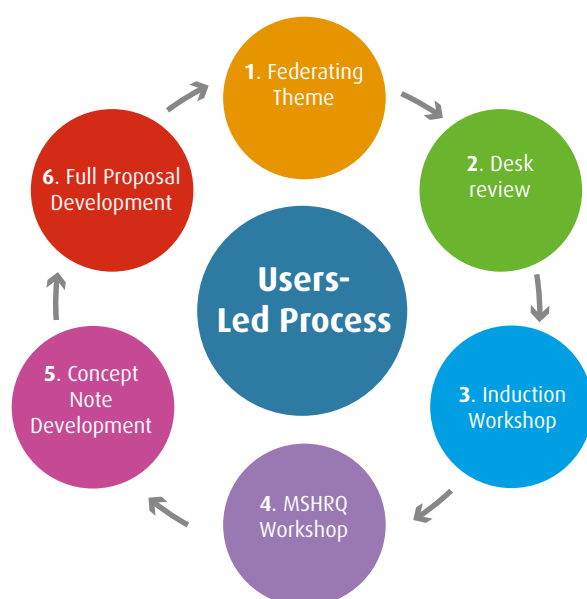 1. Federating
Theme
2. Desk
review
3. Induction
Workshop
4. MSHRQ
Workshop
5. Concept
Note
Development
6. Full Proposal
Development
Users-
Led Process